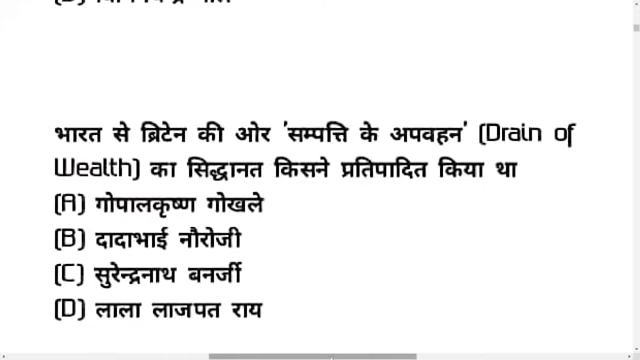 भारत से ब्रिटेन की ओर 'सम्पत्ति के अपवहन' (Drain of
Wealth) का सिद्धानत किसने प्रतिपादित किया था
(A) गोपालकृष्ण गोखले
(B) दादाभाई नौरोजी
(C) सुरेन्द्रनाथ बनर्जी
(D) लाला लाजपत राय